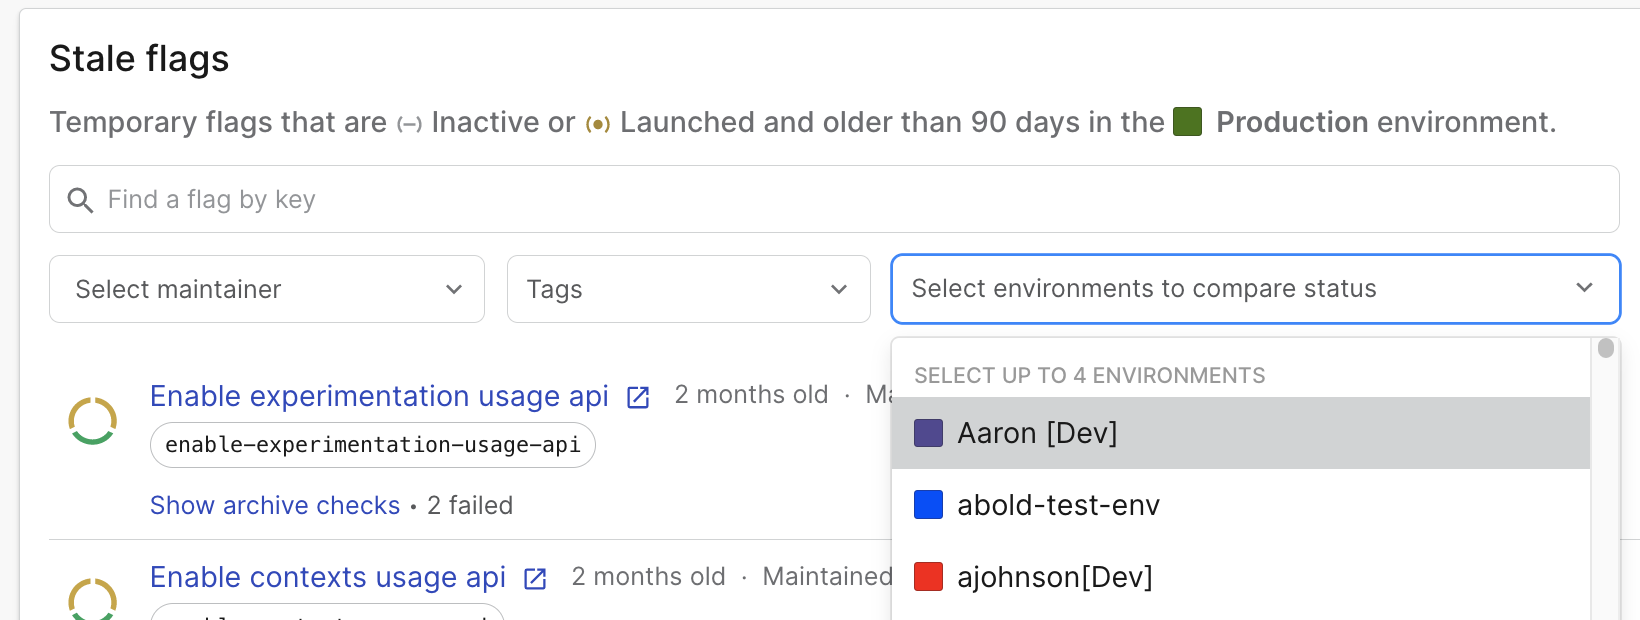 Stale flags
Temporary flags that are (–) Inactive or (•) Launched and older than 90 days in the Production environment.
Find a flag by key
Select maintainer
Tags
Select environments to compare status
SELECT UP TO 4 ENVIRONMENTS
Aaron [Dev]
abold-test-env
ajohnson[Dev]
Enable experimentation usage api 2 months old ·
enable-experimentation-usage-api
Show archive checks • 2 failed
Enable contexts usage api 2 months old · Maintained